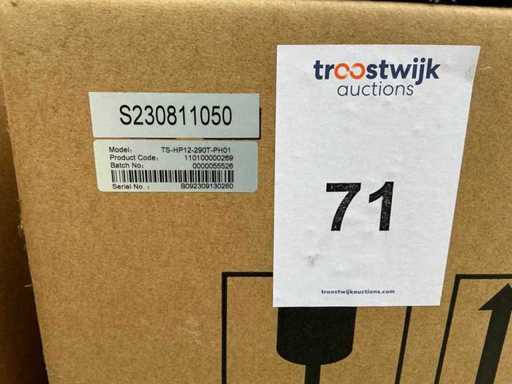 S230811050
Model: TS-HP12-290T-PH01
Product Code: 110100000269
Batch No: 0000055526
Serial No. : B092309130260
troostwijk
auctions
71
troostwijkauctions.com